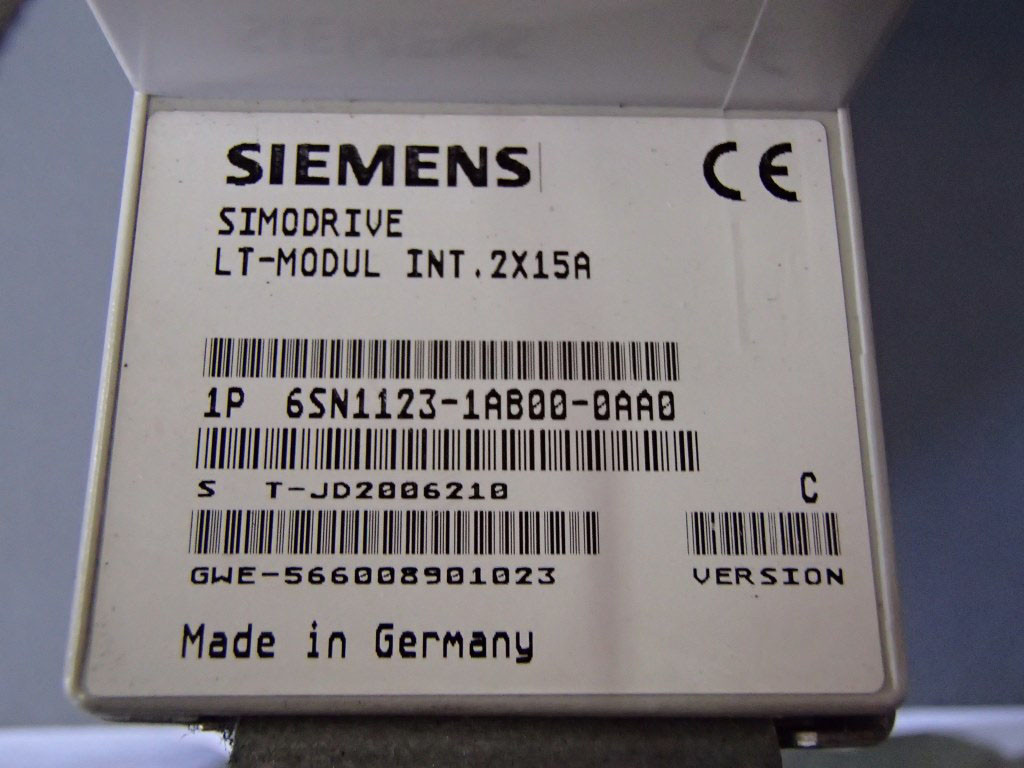 SIEMENS
CE
SIMODRIVE
LT-MODUL INT.2X15A
1P 6SN1123-1AB00-0AA0
S T-JD2006210
C
GWE-566008901023
VERSION
Made in Germany